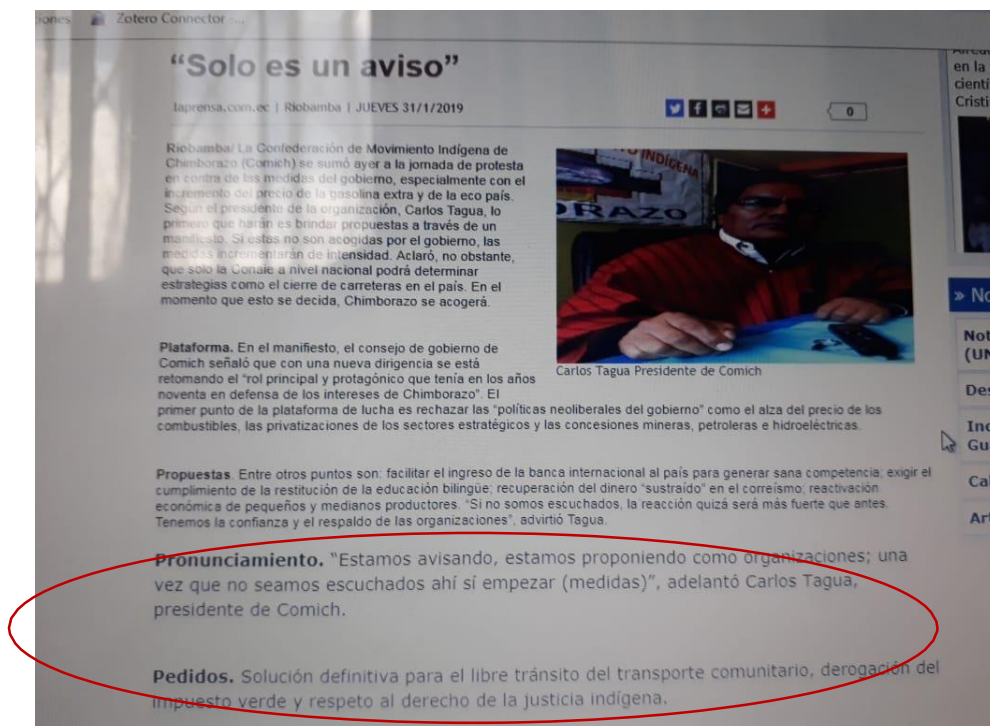 iones Zotero Connector ...
“Solo es un aviso”
laprensa.com.ec | Riobamba | JUEVES 31/1/2019
0
Riobamba/ La Confederación de Movimiento Indígena de
Chimborazo (Comich) se sumó ayer a la jornada de protesta
en contra de las medidas del gobierno, especialmente con el
incremento del precio de la gasolina extra y de la eco país.
Según el presidente de la organización, Carlos Tagua, lo
primero que harán es brindar propuestas a través de un
manifiesto. Si estas no son acogidas por el gobierno, las
medidas incrementarán de intensidad. Aclaró, no obstante,
que solo la Conaie a nivel nacional podrá determinar
estrategias como el cierre de carreteras en el país. En el
momento que esto se decida, Chimborazo se acogerá.
INDÍGENA
ORAZO
Carlos Tagua Presidente de Comich
Plataforma. En el manifiesto, el consejo de gobierno de
Comich señaló que con una nueva dirigencia se está
retomando el “rol principal y protagónico que tenía en los años
noventa en defensa de los intereses de Chimborazo”. El
primer punto de la plataforma de lucha es rechazar las “políticas neoliberales del gobierno” como el alza del precio de los
combustibles, las privatizaciones de los sectores estratégicos y las concesiones mineras, petroleras e hidroeléctricas.
Propuestas. Entre otros puntos son: facilitar el ingreso de la banca internacional al país para generar sana competencia; exigir el
cumplimiento de la restitución de la educación bilingüe; recuperación del dinero “sustraído” en el correísmo; reactivación
económica de pequeños y medianos productores. “Si no somos escuchados, la reacción quizá será más fuerte que antes.
Tenemos la confianza y el respaldo de las organizaciones”, advirtió Tagua.
Pronunciamiento. “Estamos avisando, estamos proponiendo como organizaciones; una
vez que no seamos escuchados ahí sí empezar (medidas)”, adelantó Carlos Tagua,
presidente de Comich.
Pedidos. Solución definitiva para el libre tránsito del transporte comunitario, derogación del
impuesto verde y respeto al derecho de la justicia indígena.
en la
cientí
Cristi
» No
Not
(UN
Des
Inc
Gu
Cal
Art